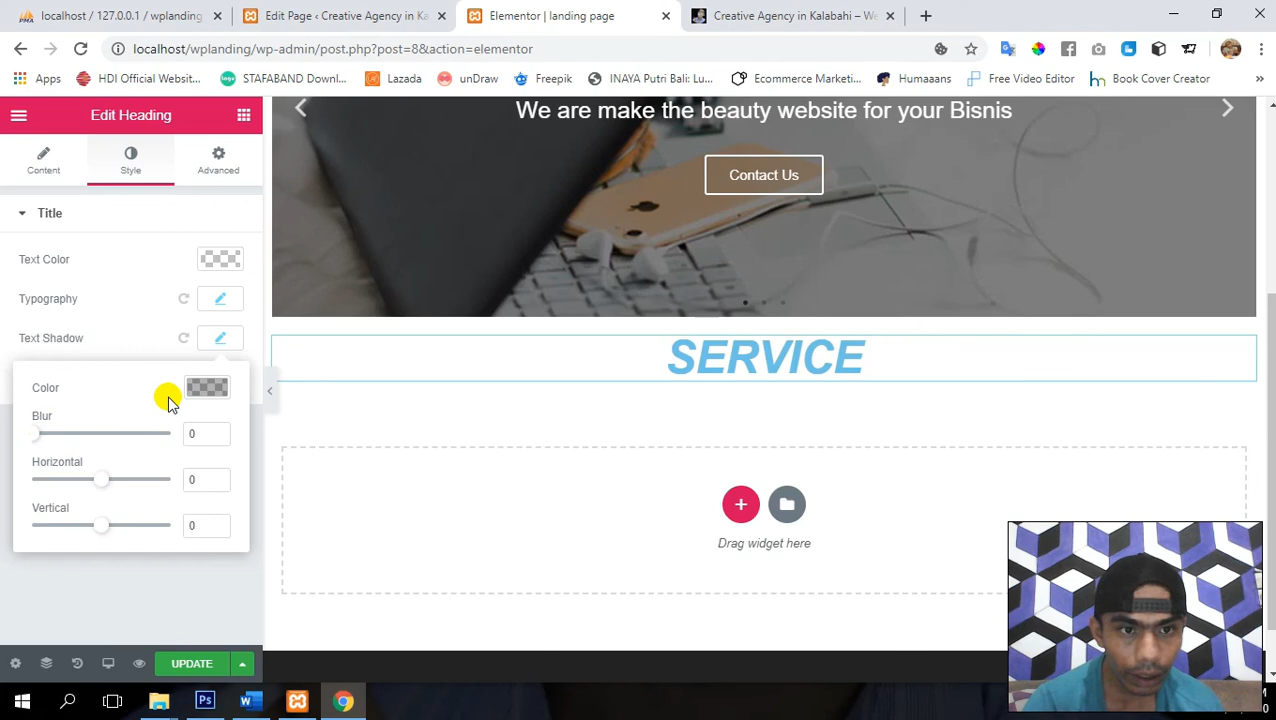 localhost / 127.0.0.1 / wplanding
Edit Page ‹ Creative Agency in Ka
Elementor | landing page
Creative Agency in Kalabahi – We
localhost/wplanding/wp-admin/post.php?post=8&action=elementor
Apps
HDI Official Websit...
STAFABAND Downl...
Lazada
unDraw
Freepik
INAYA Putri Bali: Lu...
Ecommerce Marketi...
Humaaans
Free Video Editor
Book Cover Creator
»
Edit Heading
Content
Style
Advanced
Title
Text Color
Typography
Text Shadow
Color
Blur
0
Horizontal
0
Vertical
0
UPDATE
We are make the beauty website for your Bisnis
Contact Us
SERVICE
Drag widget here